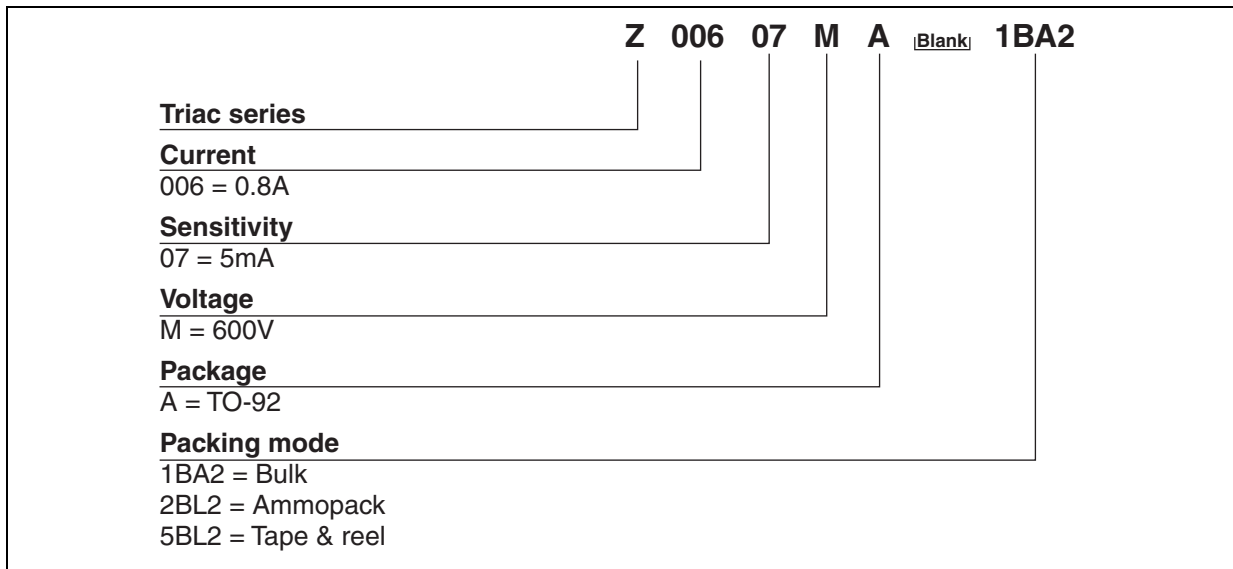 Z 006 07 M A Blank 1BA2
Triac series
Current
006 = 0.8A
Sensitivity
07 = 5mA
Voltage
M = 600V
Package
A = TO-92
Packing mode
1BA2 = Bulk
2BL2 = Ammopack
5BL2 = Tape & reel